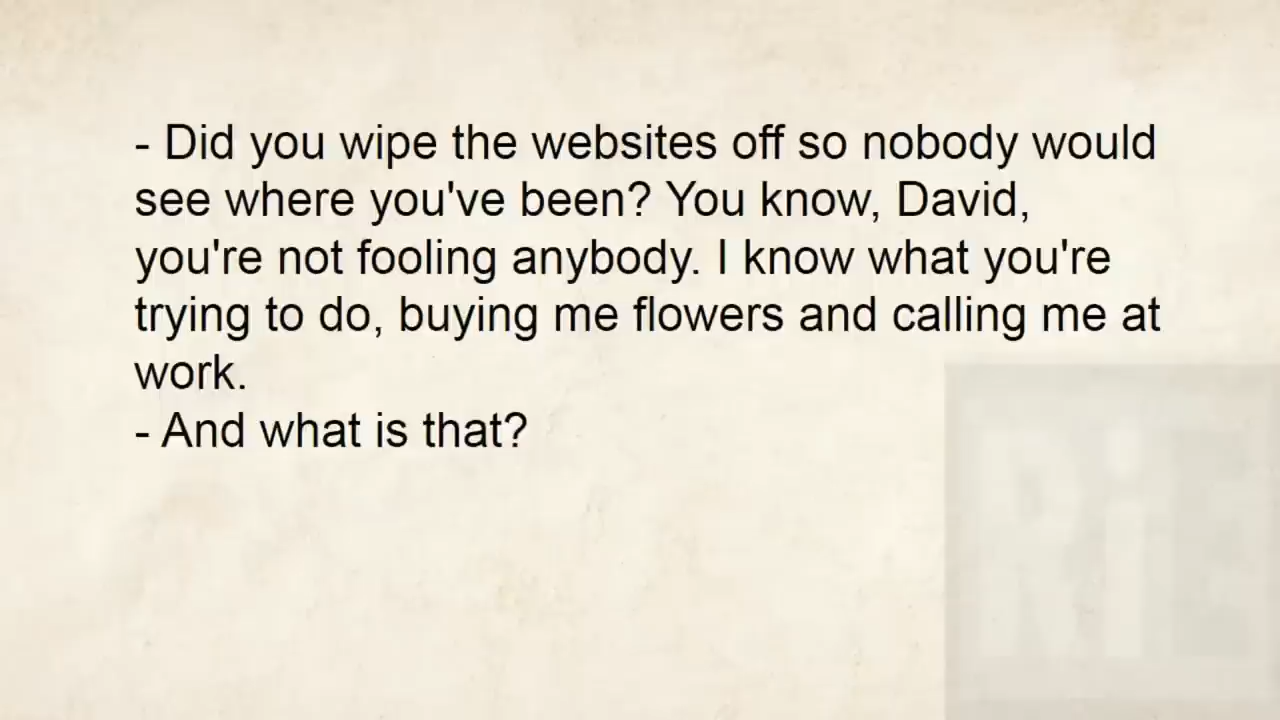 - Did you wipe the websites off so nobody would
see where you've been? You know, David,
you're not fooling anybody. I know what you're
trying to do, buying me flowers and calling me at
work.
- And what is that?